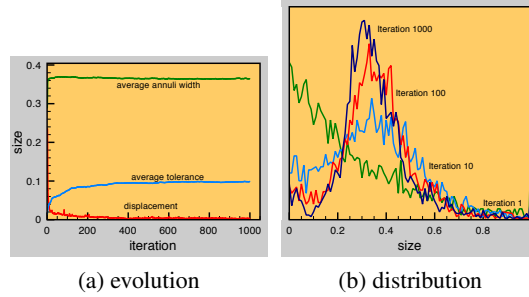 0.4
0.3
0.2
0.1
0
size
average annuli width
average tolerance
displacement
0 200 400 600 800 1000
iteration
(a) evolution
Iteration 1000
Iteration 100
Iteration 10
Iteration 1
0 0.2 0.4 0.6 0.8
size
(b) distribution